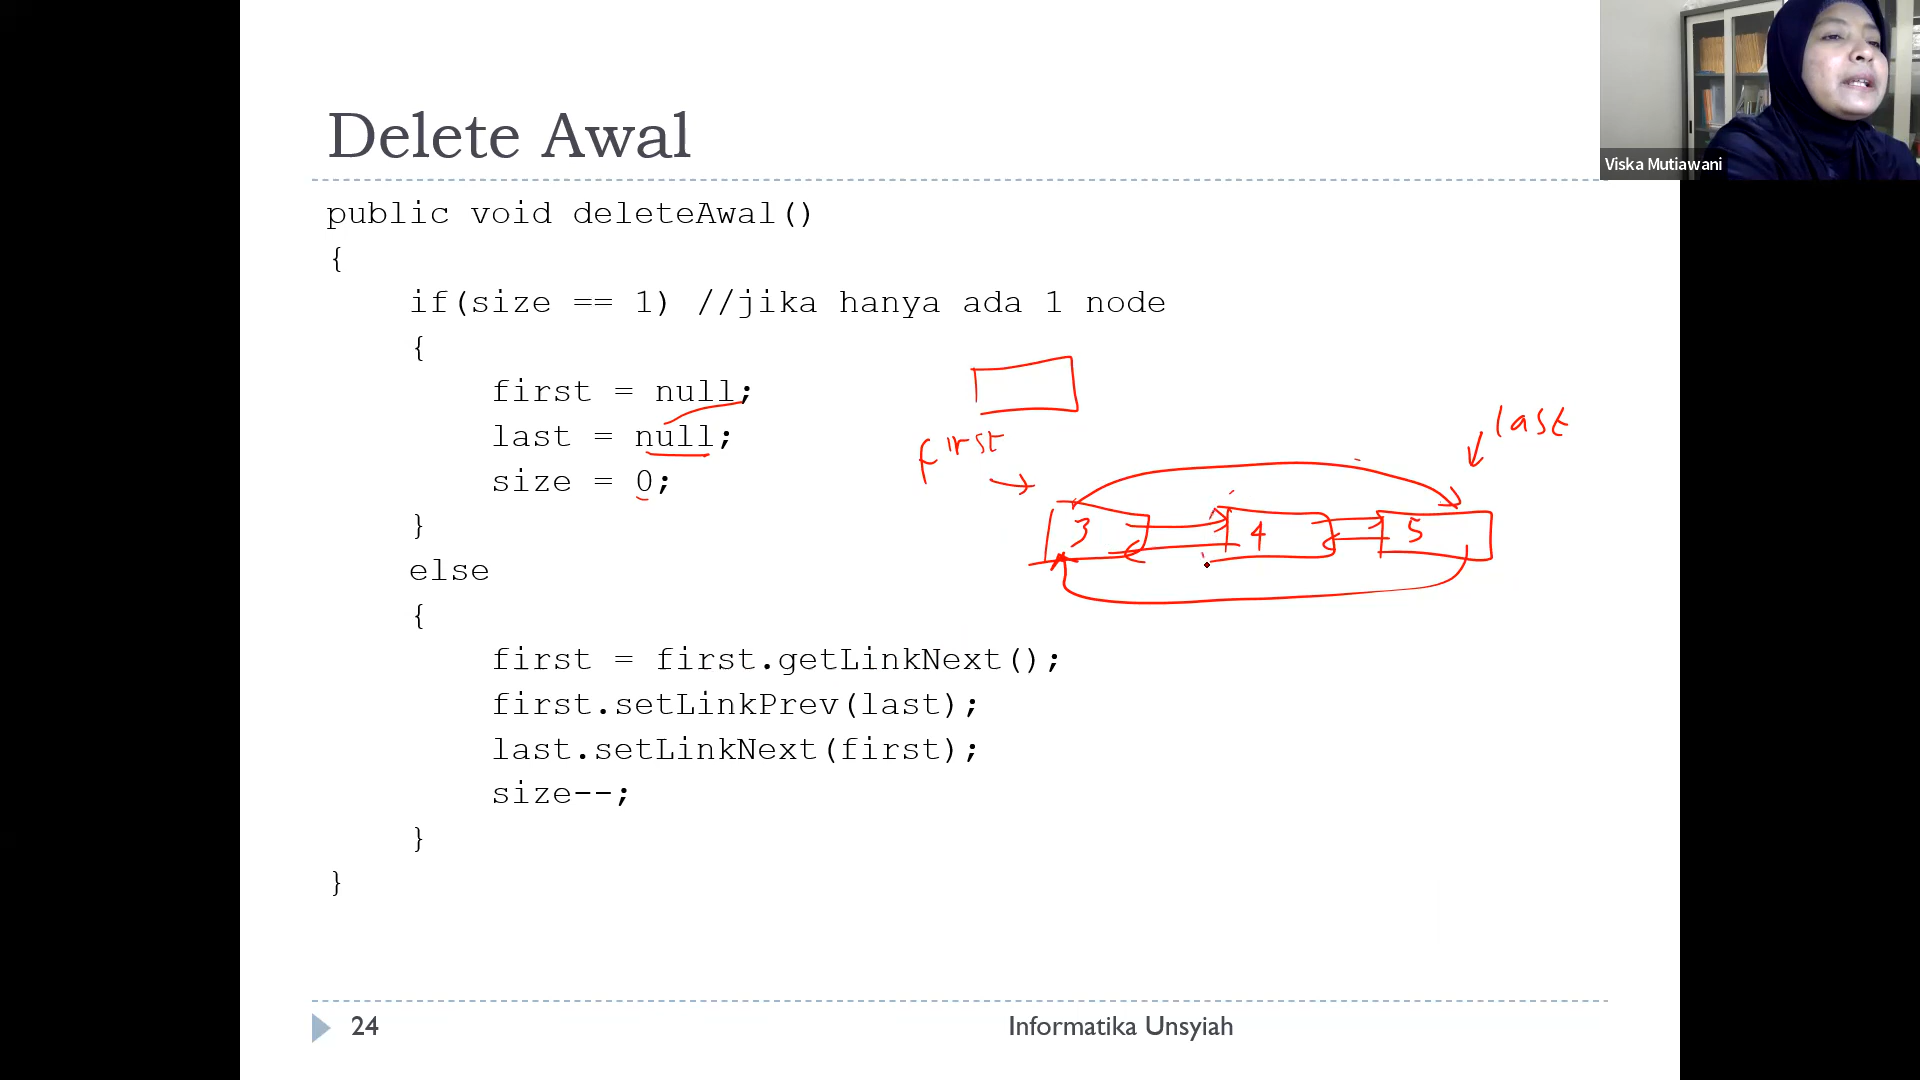 Viska Mutiawani
Delete Awal
public void deleteAwal()
{
if(size == 1) //jika hanya ada 1 node
{
first = null;
last = null;
size = 0;
}
else
{
first = first.getLinkNext();
first.setLinkPrev(last);
last.setLinkNext(first);
size--;
}
}
first
last
3 4 5
24
Informatika Unsyiah